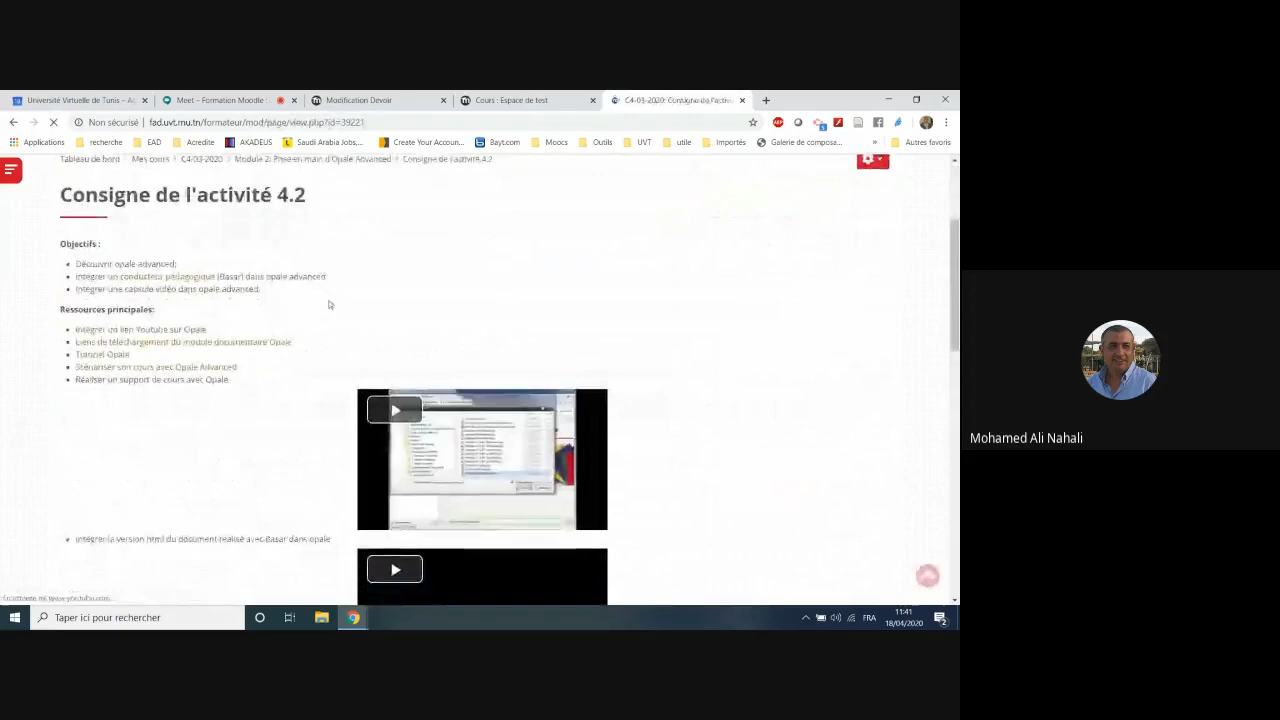 Université Virtuelle de Tunis – Ag
Meet – Formation Moodle :
Modification Devoir
Cours : Espace de test
C4-03-2020: Consigne de l'activi
Non sécurisé
fad.uvt.rnu.tn/formateur/mod/page/view.php?id=39221
Applications
recherche
EAD
Acredite
AKADEUS
Saudi Arabia Jobs,...
Create Your Accoun...
Bayt.com
Moocs
Outils
UVT
utile
Importés
Galerie de composa...
»
Autres favoris
Tableau de bord
Mes cours
C4-03-2020
Module 2: Prise en main d'Opale Advanced
Consigne de l'activité 4.2
Consigne de l'activité 4.2
Objectifs :
Découvrir opale advanced;
Intégrer un conducteur pédagogique (Basar) dans opale advanced
Intégrer une capsule vidéo dans opale advanced.
Ressources principales:
Intégrer un lien Youtube sur Opale
Liens de téléchargement du module documentaire Opale
Tutoriel Opale
Scénariser son cours avec Opale Advanced
Réaliser un support de cours avec Opale
Intégrer la version html du document réalisé avec Basar dans opale
Taper ici pour rechercher
FRA
11:41
18/04/2020
2
Mohamed Ali Nahali